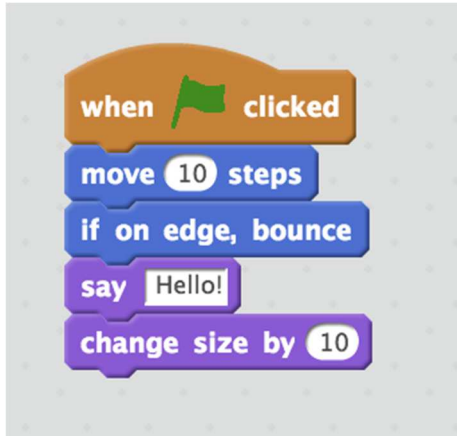 when clicked
move 10 steps
if on edge, bounce
say Hello!
change size by 10